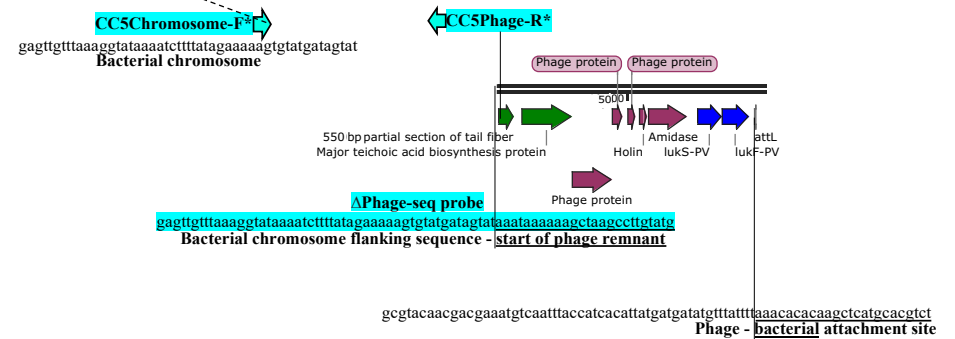 CC5Chromosome-F*
CC5Phage-R*
gagttgtttaaaggtataaaatcttttatagaaaaagtgtatgatagtat
Bacterial chromosome
Phage protein
Phage protein
5000
550 bp partial section of tail fiber
Amidase
attL
Major teichoic acid biosynthesis protein
Holin
lukS-PV
lukF-PV
Phage protein
ΔPhage-seq probe
gagttgtttaaaggtataaaatcttttatagaaaaagtgtatgatagtataaataaaaaagctaagccttgtatg
Bacterial chromosome flanking sequence - start of phage remnant
gcgtacaacgacgaaatgtcaatttaccatcacattatgatgatatgtttattttaaacacacaagctcatgcacgtct
Phage - bacterial attachment site